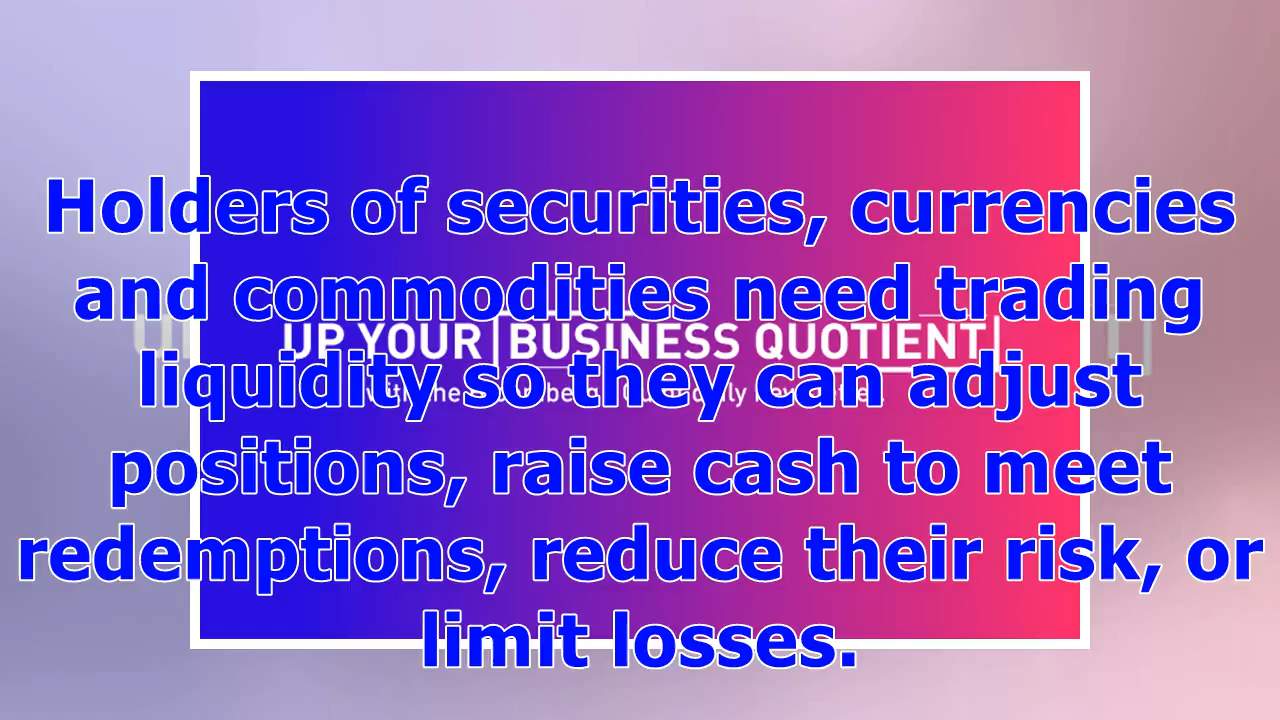 Holders of securities, currencies
and commodities need trading
UP YOUR BUSINESS QUOTIENT
liquidity so they can adjust
positions, raise cash to meet
redemptions, reduce their risk, or
limit losses.